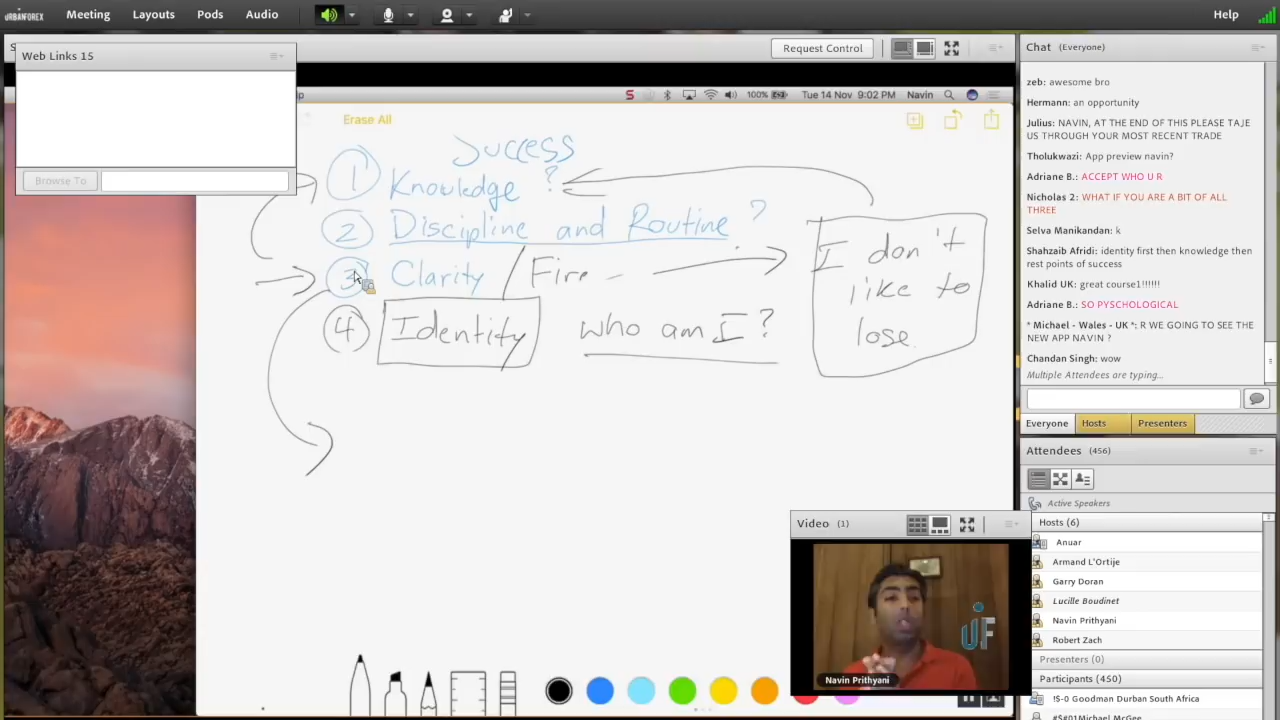 URBANFOREX
Meeting
Layouts
Pods
Audio
Help
S
Web Links 15
Browse To
Request Control
lp
S
100%
Tue 14 Nov 9:02 PM
Navin
Erase All
Success
1 Knowledge ?
2 Discipline and Routine ?
3 Clarity / Fire
4 Identity who am I ?
I don't
like to
lose.
Chat (Everyone)
zeb: awesome bro
Hermann: an opportunity
Julius: NAVIN, AT THE END OF THIS PLEASE TAJE
US THROUGH YOUR MOST RECENT TRADE
Tholukwazi: App preview navin?
Adriane B.: ACCEPT WHO U R
Nicholas 2: WHAT IF YOU ARE A BIT OF ALL
THREE
Selva Manikandan: k
Shahzaib Afridi: identity first then knowledge then
rest points of success
Khalid UK: great course1!!!!!!
Adriane B.: SO PYSCHOLOGICAL
* Michael - Wales - UK *: R WE GOING TO SEE THE
NEW APP NAVIN ?
Chandan Singh: wow
Multiple Attendees are typing...
Everyone
Hosts
Presenters
Attendees (456)
Active Speakers
Hosts (6)
Anuar
Armand L'Ortije
Garry Doran
Lucille Boudinet
Navin Prithyani
Robert Zach
Presenters (0)
Participants (450)
!$-0 Goodman Durban South Africa
#$#01Michael McGee
Video (1)
UF
Navin Prithyani